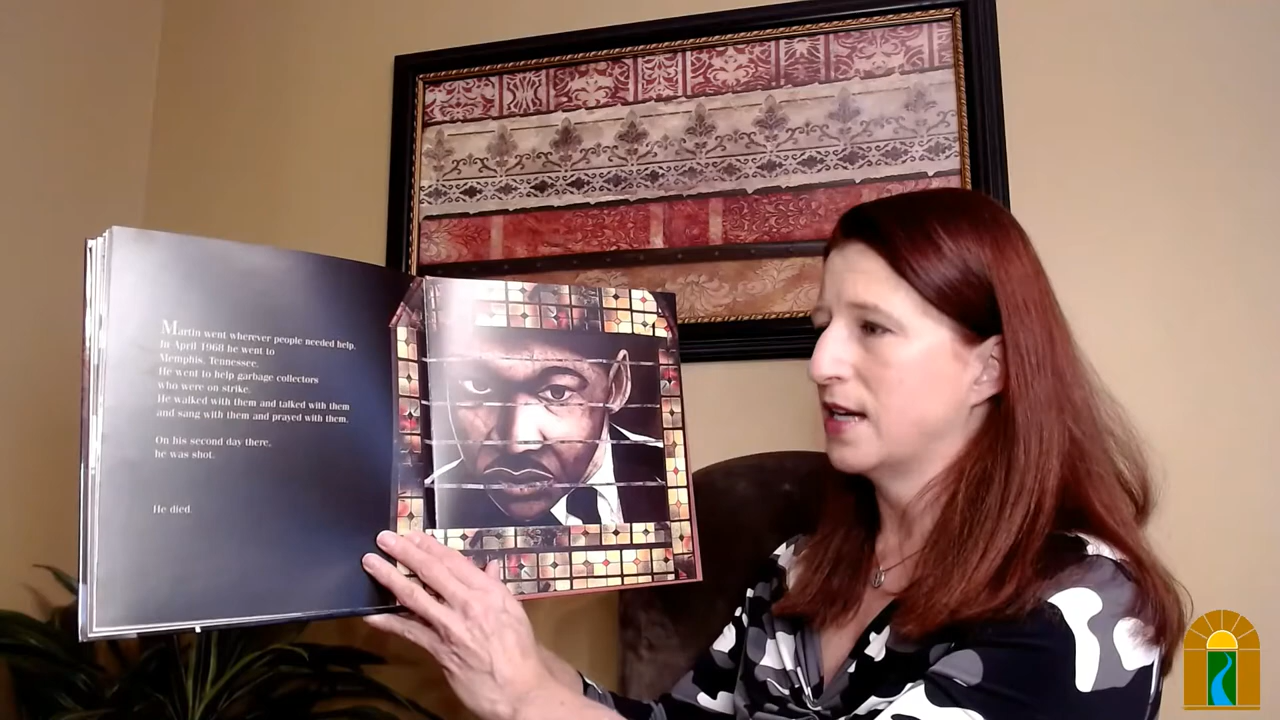 Martin went wherever people needed help.
In April 1968 he went to
Memphis, Tennessee.
He went to help garbage collectors
who were on strike.
He walked with them and talked with them
and sang with them and prayed with them.
On his second day there,
he was shot.
He died.